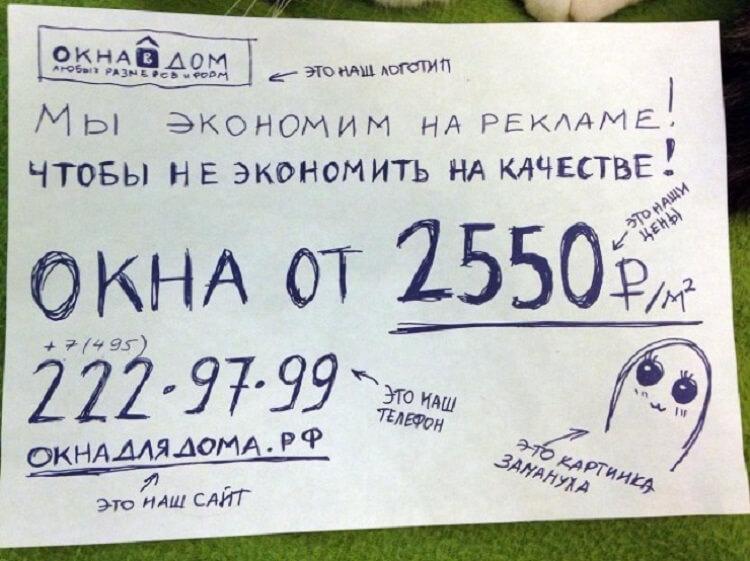 ОКНА В ДОМ
ЛЮБЫХ РАЗМЕРОВ И ФОРМ
ЭТО НАШ ЛОГОТИП
МЫ ЭКОНОМИМ НА РЕКЛАМЕ!
ЧТОБЫ НЕ ЭКОНОМИТЬ НА КАЧЕСТВЕ!
ЭТО НАШИ
ЦЕНЫ
ОКНА ОТ 2550₽/м²
+7(495)
222·97·99
ЭТО НАШ
ТЕЛЕФОН
ОКНАДЛЯДОМА.РФ
ЭТО НАШ САЙТ
ЭТО КАРТИНКА
ЗАМАНУХА